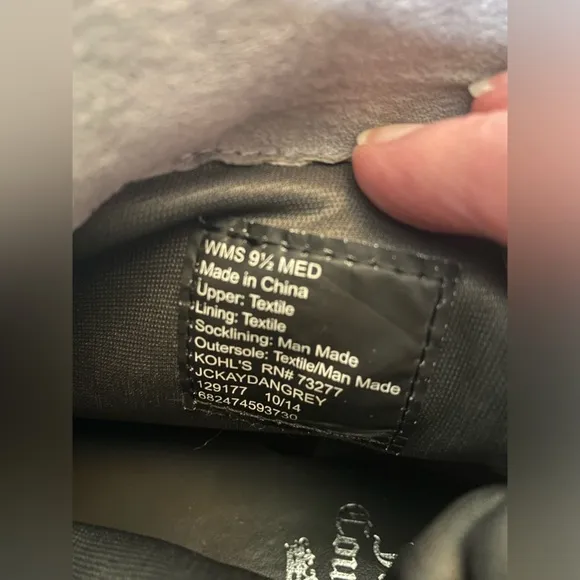 WMS 9½ MED
Made in China
Upper: Textile
Lining: Textile
Socklining: Man Made
Outersole: Textile/Man Made
KOHL'S RN# 73277
JCKAYDANGREY
129177 10/14
682474593730